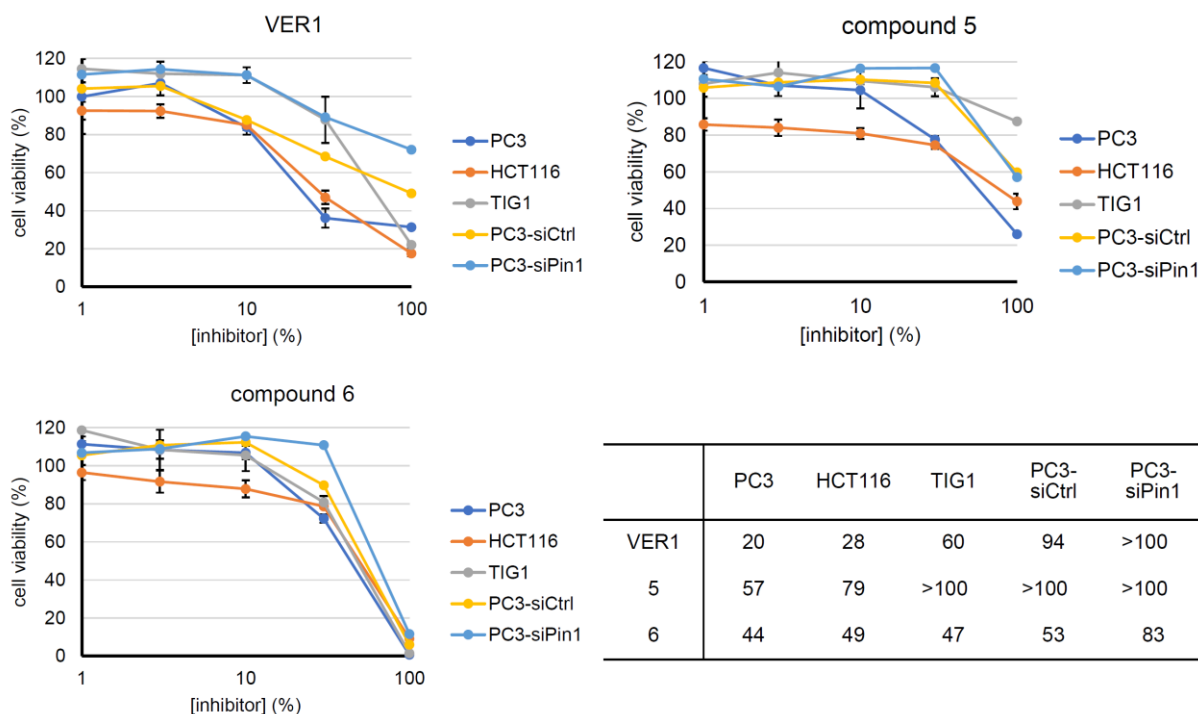 VER1
120
100
80
60
40
20
0
cell viability (%)
1
10
100
[inhibitor] (%)
PC3
HCT116
TIG1
PC3-siCtrl
PC3-siPin1
compound 5
120
100
80
60
40
20
0
cell viability (%)
1
10
100
[inhibitor] (%)
PC3
HCT116
TIG1
PC3-siCtrl
PC3-siPin1
compound 6
120
100
80
60
40
20
0
cell viability (%)
1
10
100
[inhibitor] (%)
PC3
HCT116
TIG1
PC3-siCtrl
PC3-siPin1
PC3 HCT116 TIG1 PC3-siCtrl PC3-siPin1
VER1 20 28 60 94 >100
5 57 79 >100 >100 >100
6 44 49 47 53 83